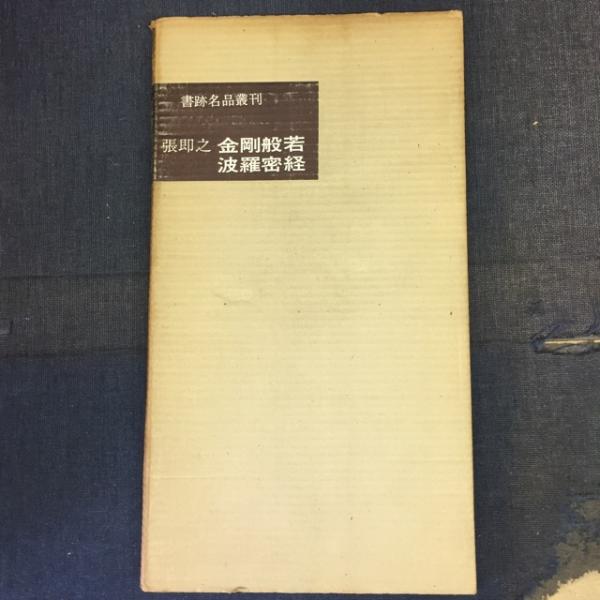 書跡名品叢刊
張即之 金剛般若
波羅密経